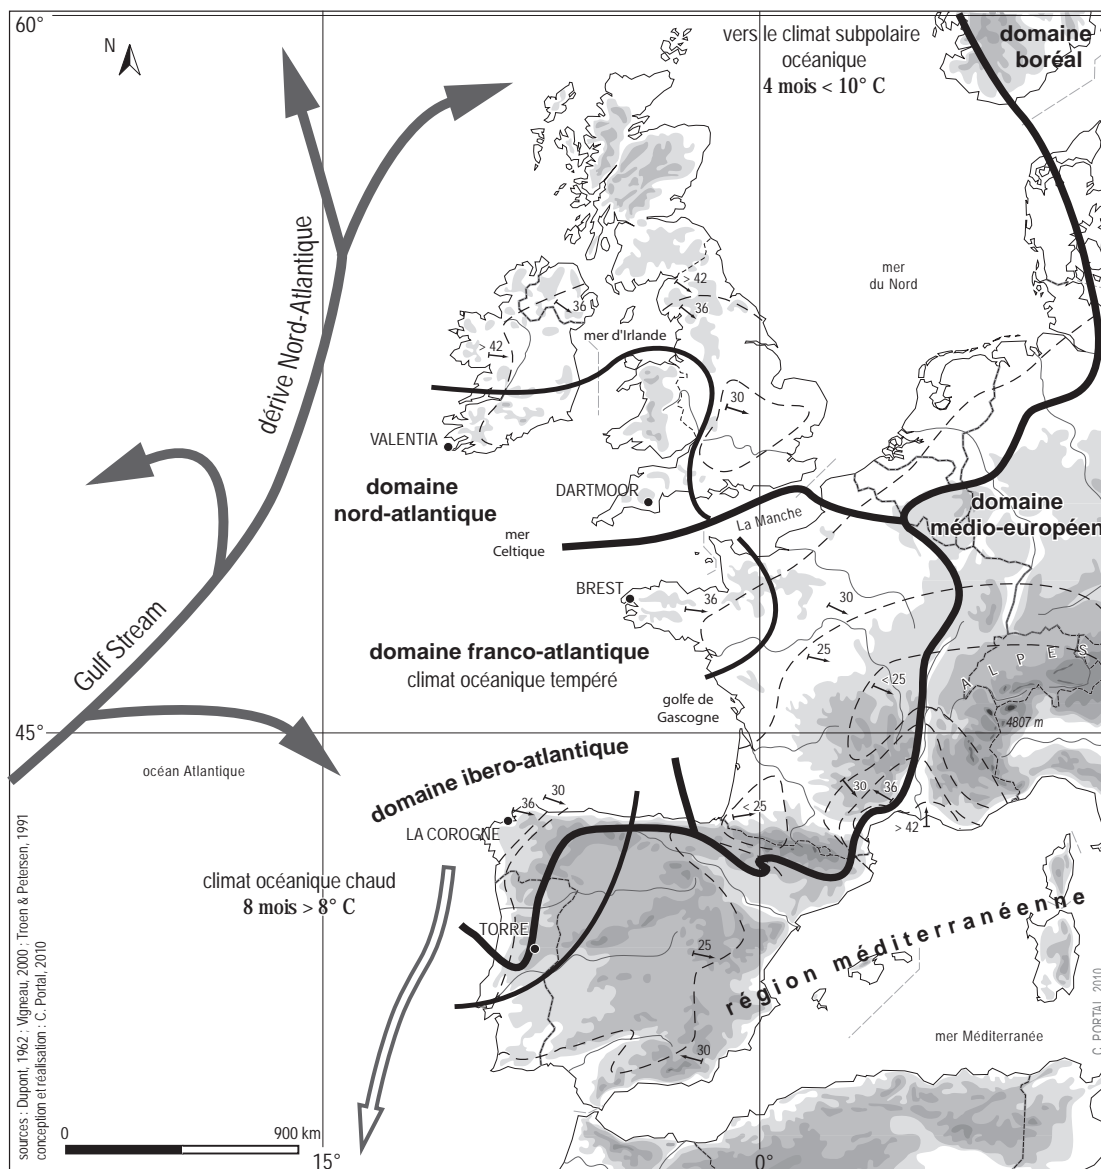 60°
N
vers le climat subpolaire
océanique
4 mois < 10° C
domaine
boréal
dérive Nord-Atlantique
mer
du Nord
> 42
36
36
mer d'Irlande
> 42
30
VALENTIA
DARTMOOR
domaine
nord-atlantique
La Manche
domaine
médio-européen
mer
Celtique
BREST
36
30
Gulf Stream
domaine franco-atlantique
climat océanique tempéré
25
< 25
ALPES
golfe de
Gascogne
4807 m
45°
océan Atlantique
domaine ibero-atlantique
36
30
< 25
30
36
> 42
LA COROGNE
climat océanique chaud
8 mois > 8° C
TORRE
25
région méditerranéenne
mer Méditerranée
30
sources : Dupont, 1962 ; Vigneau, 2000 ; Troen & Petersen, 1991
conception et réalisation : C. Portal, 2010
C. PORTAL, 2010
0
900 km
15°
0°